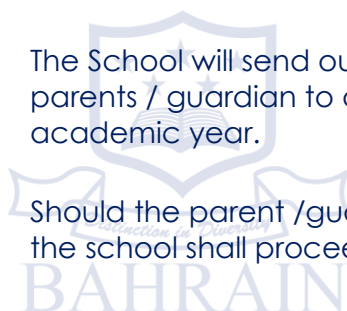 The School will send ou
parents / guardian to
academic year.
Should the parent /gua
Distinction in Diversity
the school shall procee
BAHRAIN